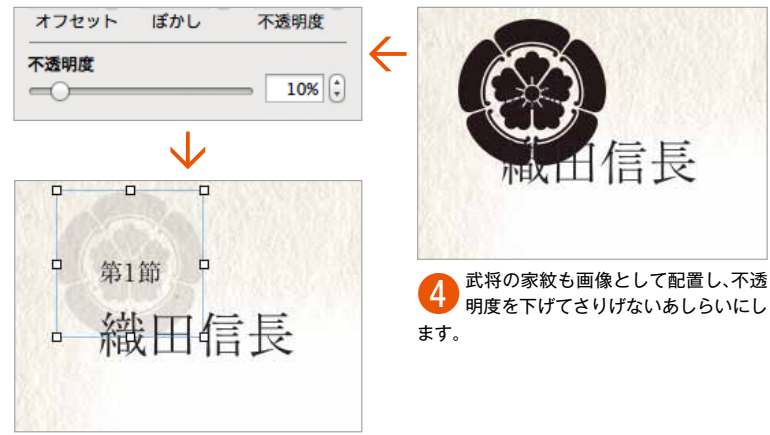 オフセット ぼかし 不透明度
不透明度
10%
織田信長
第1節
織田信長
4 武将の家紋も画像として配置し、不透
明度を下げてさりげないあしらいにし
ます。